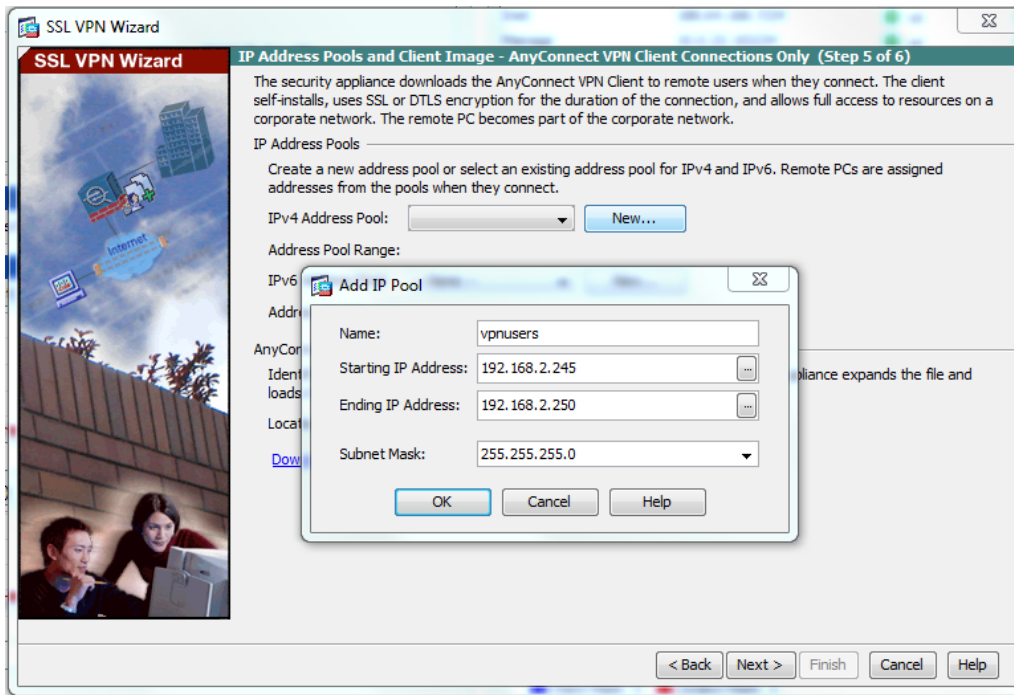 SSL VPN Wizard
SSL VPN Wizard
IP Address Pools and Client Image - AnyConnect VPN Client Connections Only (Step 5 of 6)
The security appliance downloads the AnyConnect VPN Client to remote users when they connect. The client
self-installs, uses SSL or DTLS encryption for the duration of the connection, and allows full access to resources on a
corporate network. The remote PC becomes part of the corporate network.
IP Address Pools
Create a new address pool or select an existing address pool for IPv4 and IPv6. Remote PCs are assigned
addresses from the pools when they connect.
IPv4 Address Pool: New...
Address Pool Range:
IPv6
Addre
AnyCor
Ident
pliance expands the file and
loads
Locat
Dow
Internet
Add IP Pool
Name: vpnusers
Starting IP Address: 192.168.2.245 ...
Ending IP Address: 192.168.2.250 ...
Subnet Mask: 255.255.255.0
OK Cancel Help
< Back Next > Finish Cancel Help